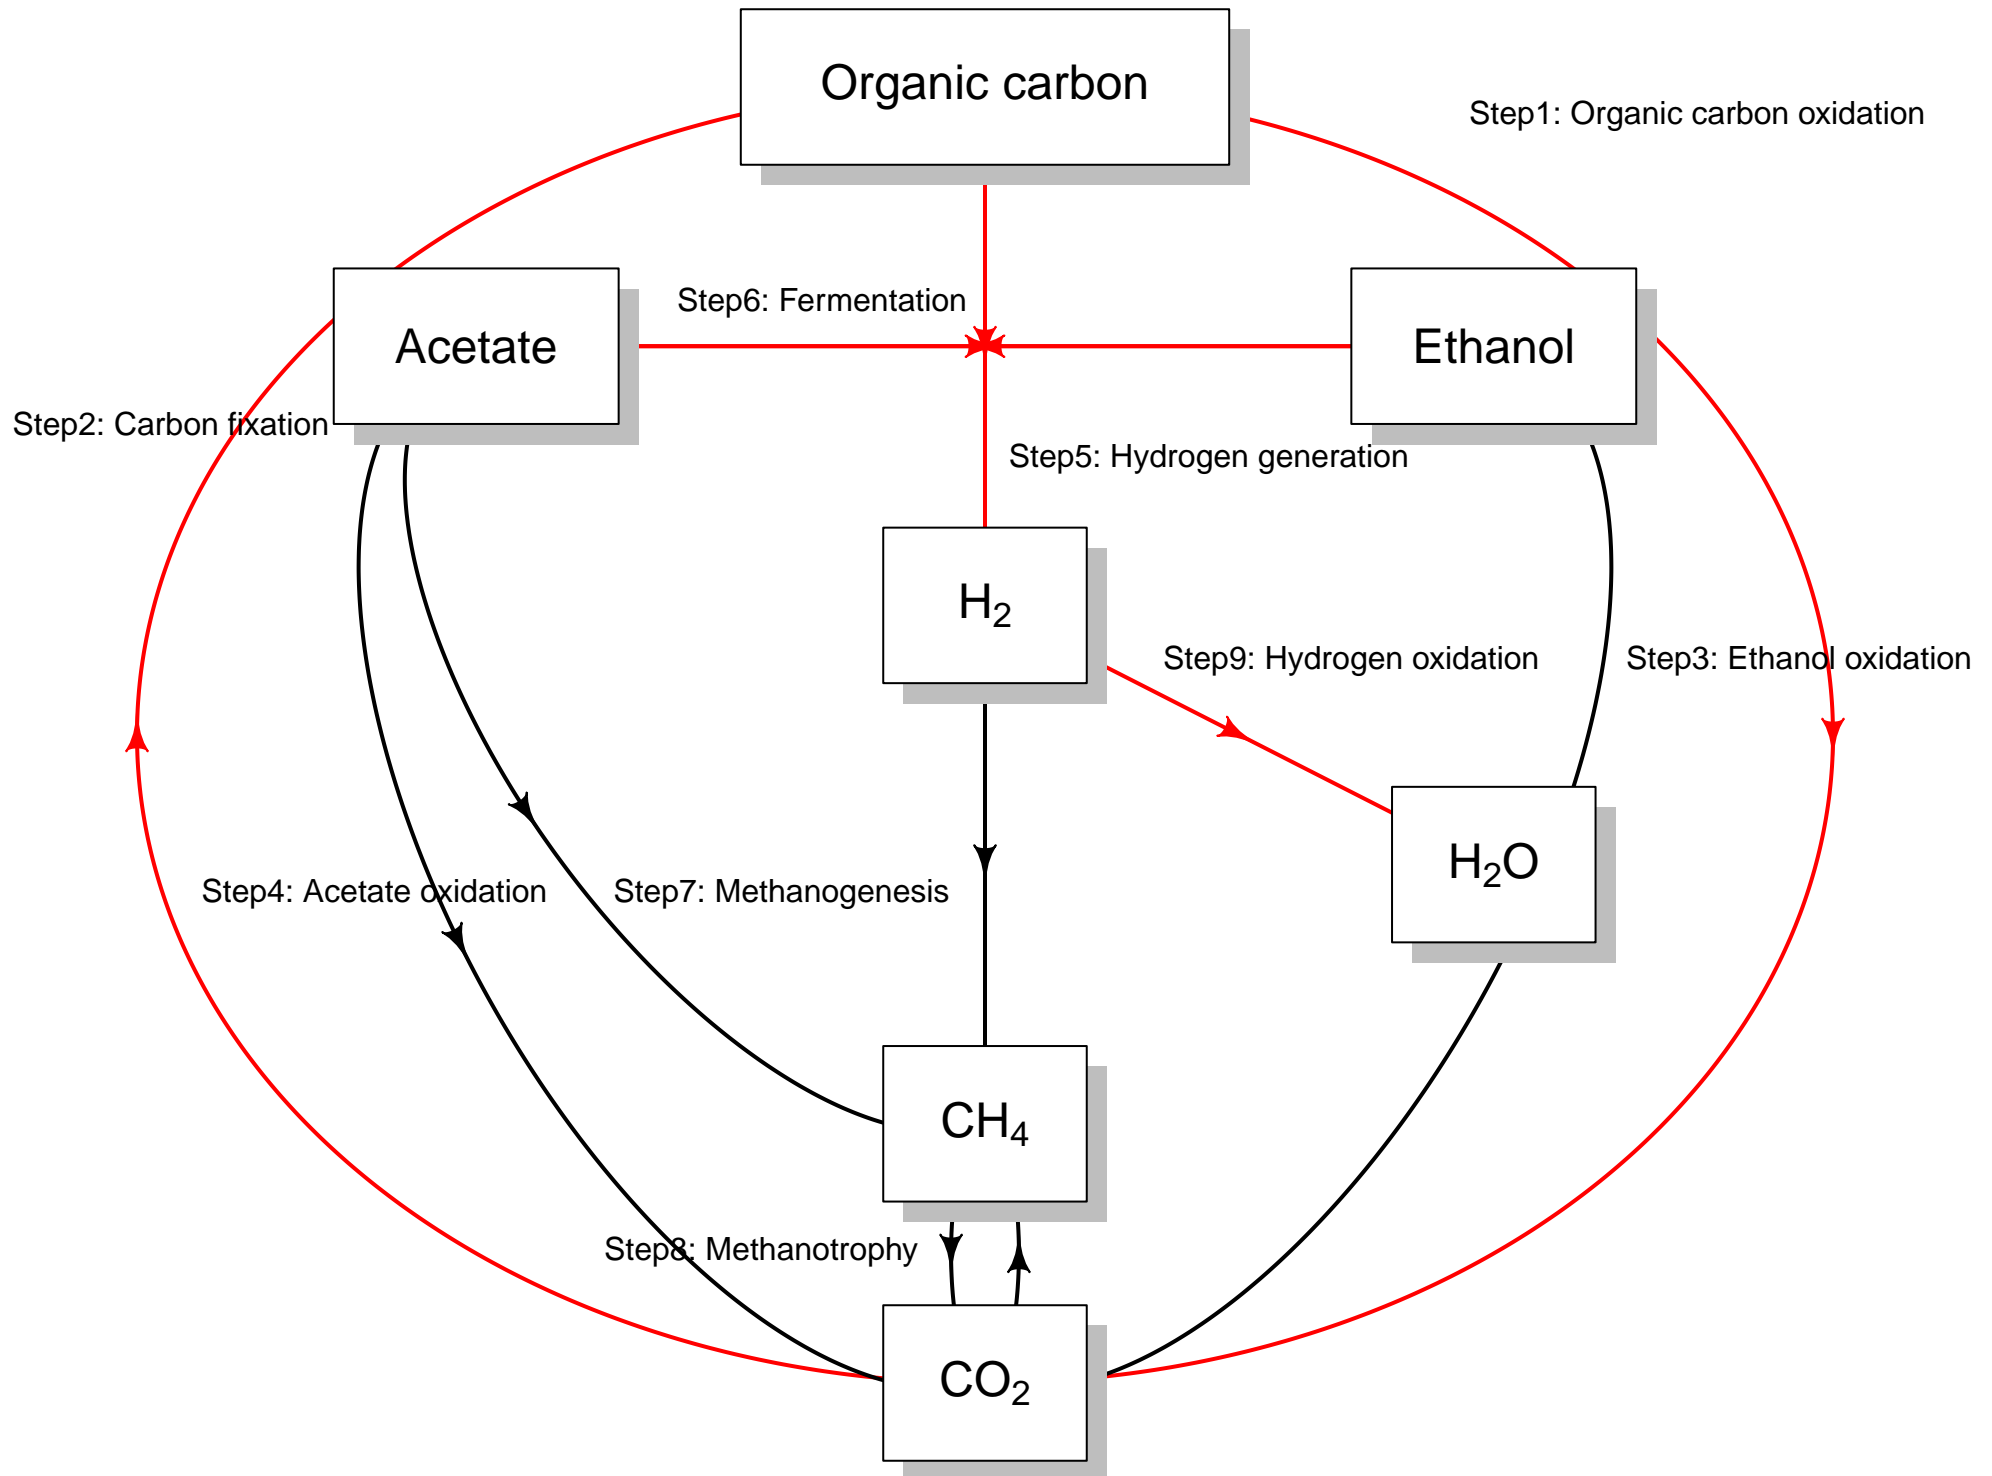 Organic carbon
Step1: Organic carbon oxidation
Step6: Fermentation
Acetate
Ethanol
Step2: Carbon fixation
Step5: Hydrogen generation
H₂
Step9: Hydrogen oxidation
Step3: Ethanol oxidation
H₂O
Step4: Acetate oxidation
Step7: Methanogenesis
CH₄
Step8: Methanotrophy
CO₂